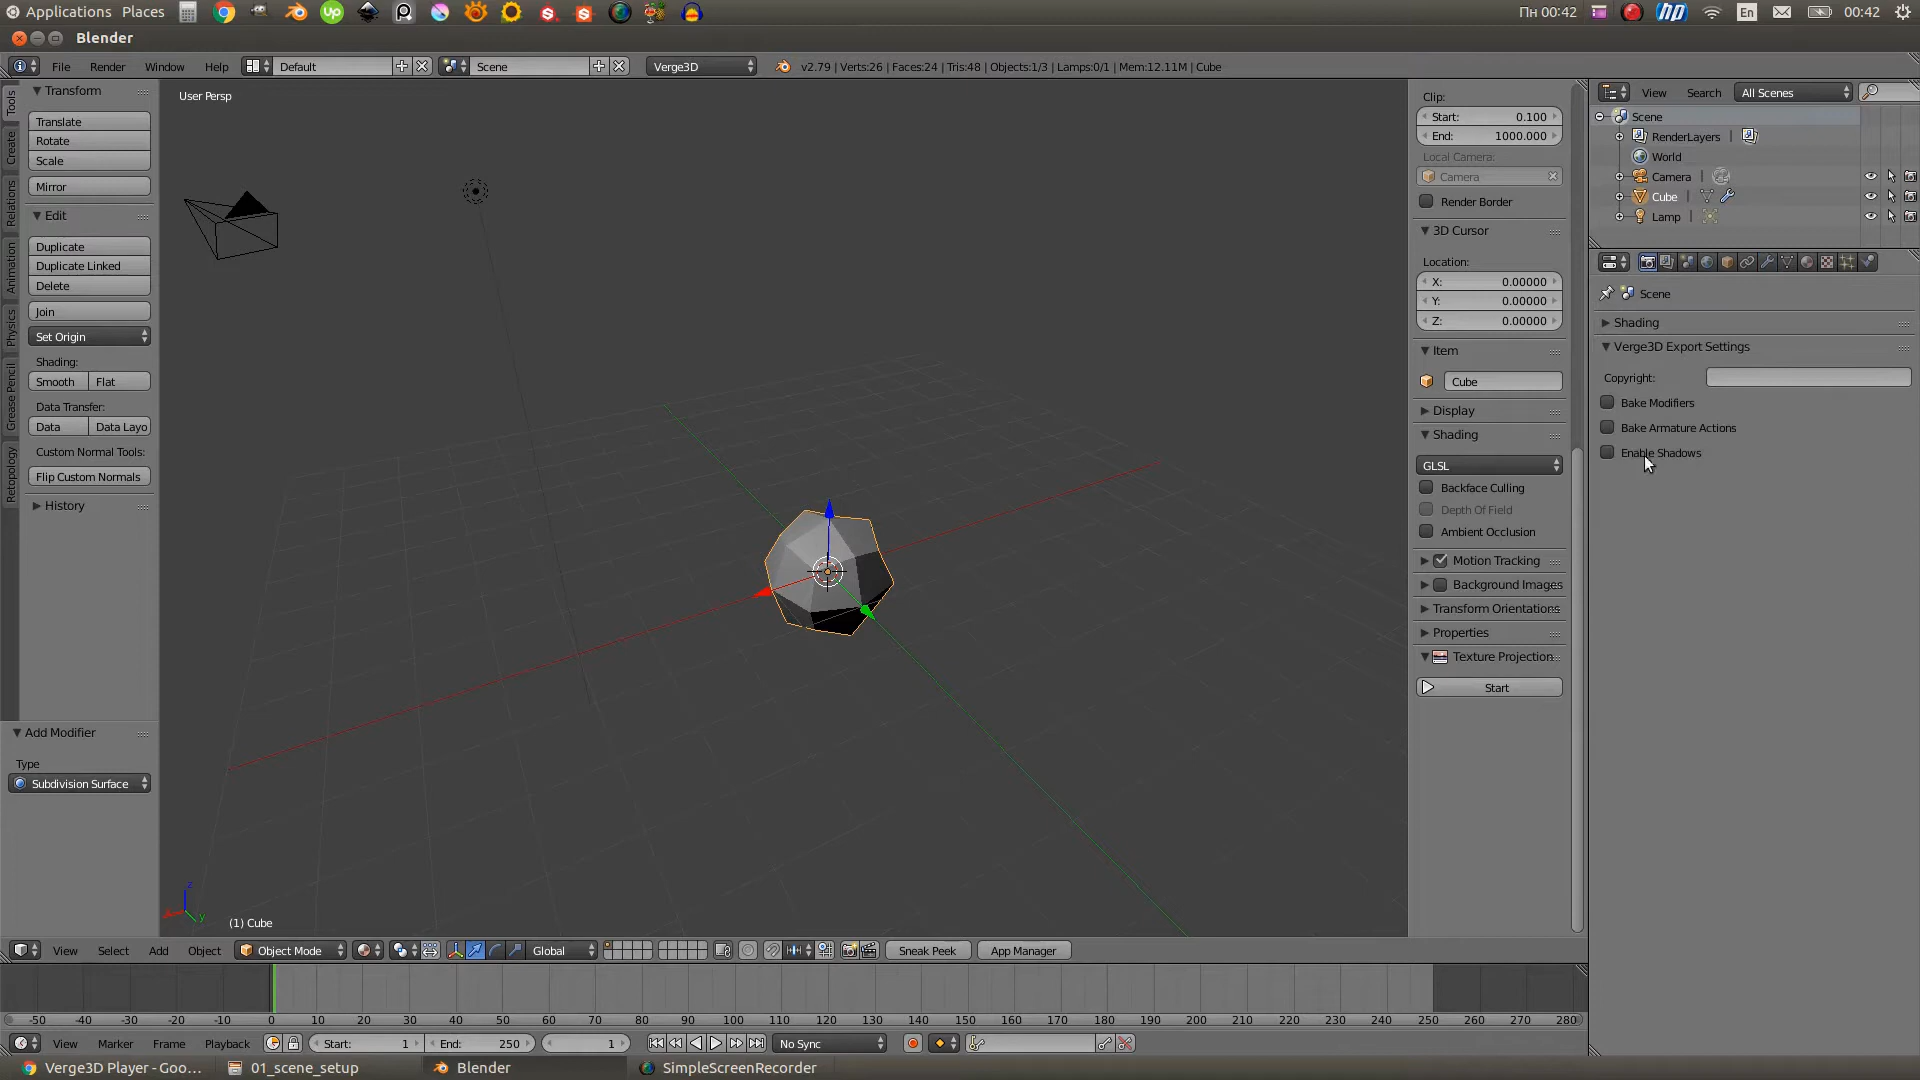 Applications Places Пн 00:42 En 00:42
Blender
File Render Window Help Default Scene Verge3D v2.79 | Verts:26 | Faces:24 | Tris:48 | Objects:1/3 | Lamps:0/1 | Mem:12.11M | Cube
Tools
Create
Relations
Animation
Physics
Grease Pencil
Retopology
Transform
Translate
Rotate
Scale
Mirror
Edit
Duplicate
Duplicate Linked
Delete
Join
Set Origin
Shading:
Smooth Flat
Data Transfer:
Data Data Layo
Custom Normal Tools:
Flip Custom Normals
History
Add Modifier
Type
Subdivision Surface
User Persp
(1) Cube
Clip:
Start: 0.100
End: 1000.000
Local Camera:
Camera
Render Border
3D Cursor
Location:
X: 0.00000
Y: 0.00000
Z: 0.00000
Item
Cube
Display
Shading
GLSL
Backface Culling
Depth Of Field
Ambient Occlusion
Motion Tracking
Background Images
Transform Orientations
Properties
Texture Projection
Start
View Search All Scenes
Scene
RenderLayers
World
Camera
Cube
Lamp
Scene
Shading
Verge3D Export Settings
Copyright:
Bake Modifiers
Bake Armature Actions
Enable Shadows
View Select Add Object Object Mode Global Sneak Peek App Manager
-50 -40 -30 -20 -10 0 10 20 30 40 50 60 70 80 90 100 110 120 130 140 150 160 170 180 190 200 210 220 230 240 250 260 270 280
View Marker Frame Playback Start: 1 End: 250 1 No Sync
Verge3D Player - Goo... 01_scene_setup Blender SimpleScreenRecorder